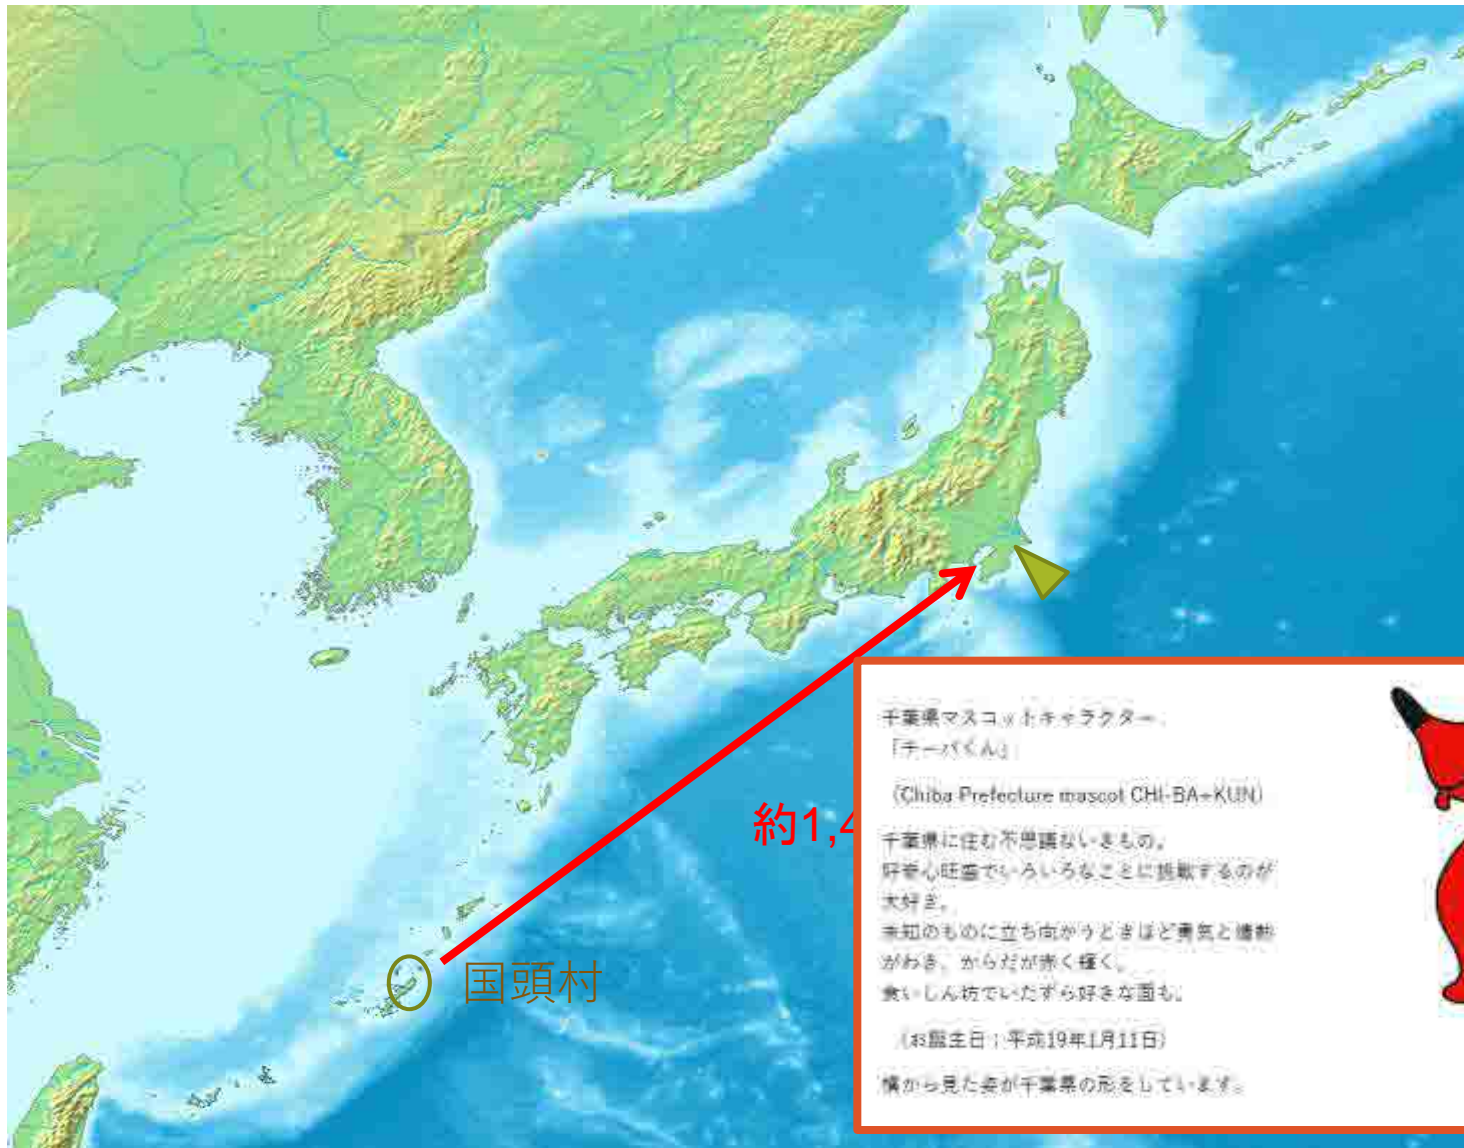 約1,4
国頭村
千葉県マスコットキャラクター
「チーバくん」
(Chiba Prefecture mascot CHI-BA+KUN)
千葉県に住む不思議ないきもの。
好奇心旺盛でいろいろなことに挑戦するのが
大好き。
未知のものに立ち向かうときほど勇気と情熱
がわき、からだが赤く輝く。
食いしん坊でいたずら好きな面も。
(お誕生日:平成19年1月11日)
横から見た姿が千葉県の形をしています。